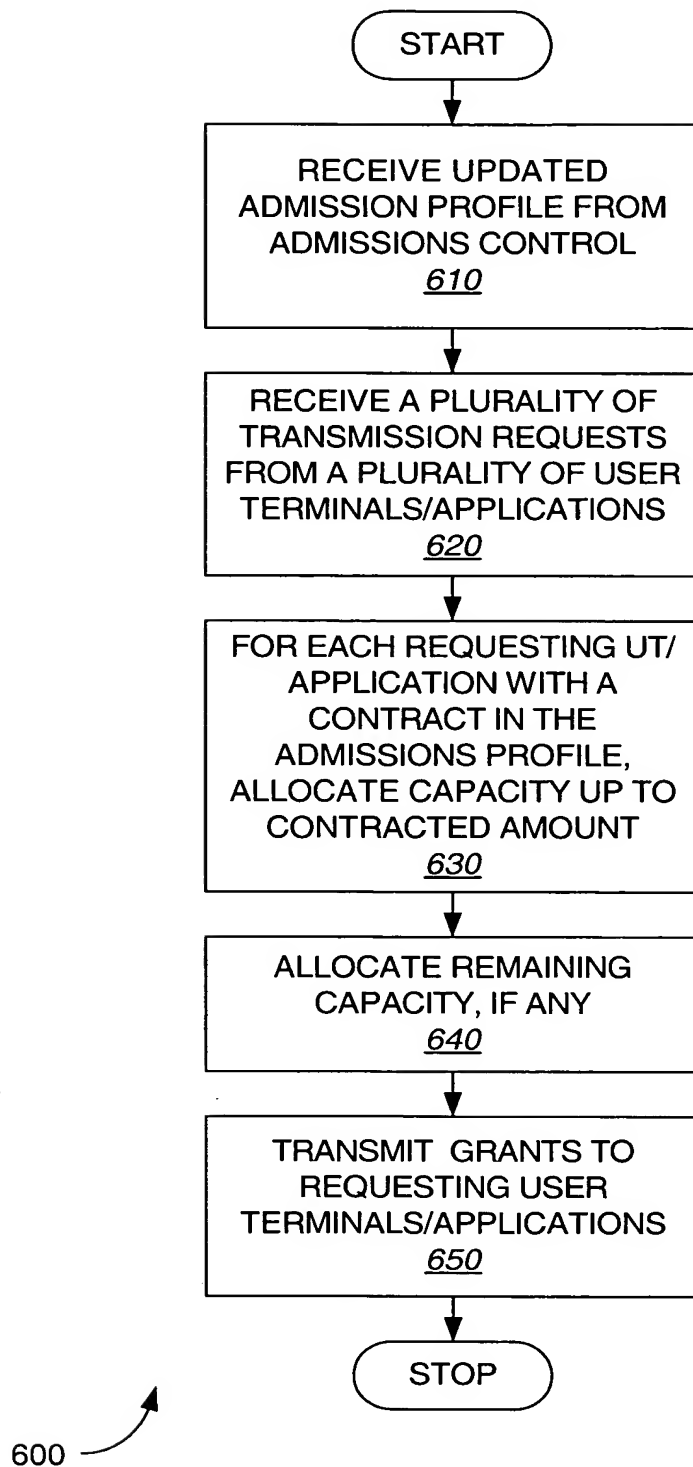 START
RECEIVE UPDATED
ADMISSION PROFILE FROM
ADMISSIONS CONTROL
610
RECEIVE A PLURALITY OF
TRANSMISSION REQUESTS
FROM A PLURALITY OF USER
TERMINALS/APPLICATIONS
620
FOR EACH REQUESTING UT/
APPLICATION WITH A
CONTRACT IN THE
ADMISSIONS PROFILE,
ALLOCATE CAPACITY UP TO
CONTRACTED AMOUNT
630
ALLOCATE REMAINING
CAPACITY, IF ANY
640
TRANSMIT GRANTS TO
REQUESTING USER
TERMINALS/APPLICATIONS
650
STOP
600